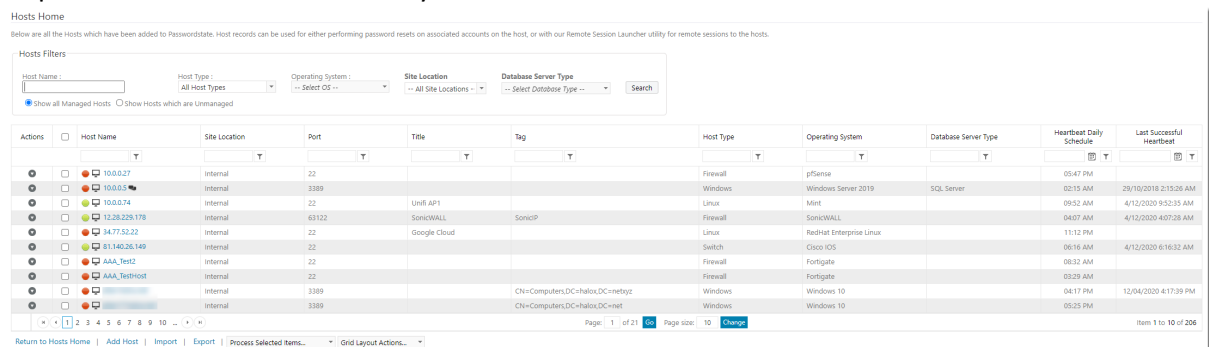 Hosts Home
Below are all the Hosts which have been added to Passwordstate. Host records can be used for either performing password resets on associated accounts on the host, or with our Remote Session Launcher utility for remote sessions to the hosts.
Hosts Filters
Host Name : Host Type : Operating System : Site Location Database Server Type
All Host Types -- Select OS -- -- All Site Locations - -- Select Database Type -- Search
Show all Managed Hosts Show Hosts which are Unmanaged
Actions Host Name Site Location Port Title Tag Host Type Operating System Database Server Type Heartbeat Daily Schedule Last Successful Heartbeat
10.0.0.27 Internal 22 Firewall pfSense 05:47 PM
10.0.0.5 Internal 3389 Windows Windows Server 2019 SQL Server 02:15 AM 29/10/2018 2:15:26 AM
10.0.0.74 Internal 22 Unifi AP1 Linux Mint 09:52 AM 4/12/2020 9:52:35 AM
12.28.229.178 Internal 63122 SonicWALL SonicIP Firewall SonicWALL 04:07 AM 4/12/2020 4:07:28 AM
34.77.52.22 Internal 22 Google Cloud Linux RedHat Enterprise Linux 11:12 PM
81.140.26.149 Internal 22 Switch Cisco IOS 06:16 AM 4/12/2020 6:16:32 AM
AAA_Test2 Internal 22 Firewall Fortigate 08:32 AM
AAA_TestHost Internal 22 Firewall Fortigate 03:29 AM
Internal 3389 CN=Computers,DC=halox,DC=netxyz Windows Windows 10 04:17 PM 12/04/2020 4:17:39 PM
Internal 3389 CN=Computers,DC=halox,DC=net Windows Windows 10 05:25 PM
1 2 3 4 5 6 7 8 9 10 ... Page: 1 of 21 Go Page size: 10 Change Item 1 to 10 of 206
Return to Hosts Home | Add Host | Import | Export | Process Selected Items... Grid Layout Actions...